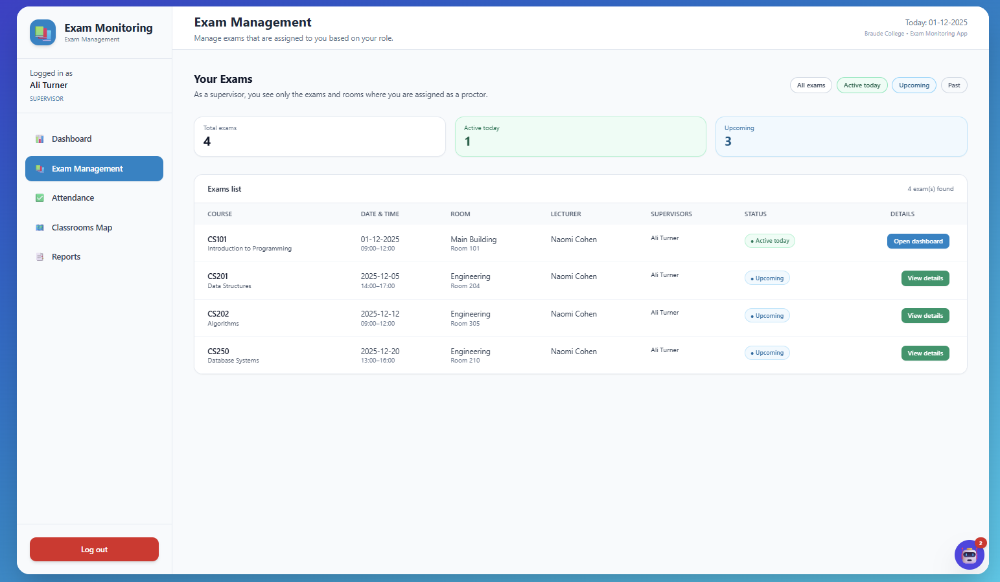 Exam Monitoring
Exam Management
Logged in as
Ali Turner
SUPERVISOR
Dashboard
Exam Management
Attendance
Classrooms Map
Reports
Log out
Exam Management
Manage exams that are assigned to you based on your role.
Today: 01-12-2025
Braude College • Exam Monitoring App
Your Exams
As a supervisor, you see only the exams and rooms where you are assigned as a proctor.
All exams Active today Upcoming Past
Total exams
4
Active today
1
Upcoming
3
Exams list 4 exam(s) found
COURSE DATE & TIME ROOM LECTURER SUPERVISORS STATUS DETAILS
CS101 01-12-2025 Main Building Naomi Cohen Ali Turner • Active today Open dashboard
Introduction to Programming 09:00–12:00 Room 101
CS201 2025-12-05 Engineering Naomi Cohen Ali Turner • Upcoming View details
Data Structures 14:00–17:00 Room 204
CS202 2025-12-12 Engineering Naomi Cohen Ali Turner • Upcoming View details
Algorithms 09:00–12:00 Room 305
CS250 2025-12-20 Engineering Naomi Cohen Ali Turner • Upcoming View details
Database Systems 13:00–16:00 Room 210
2